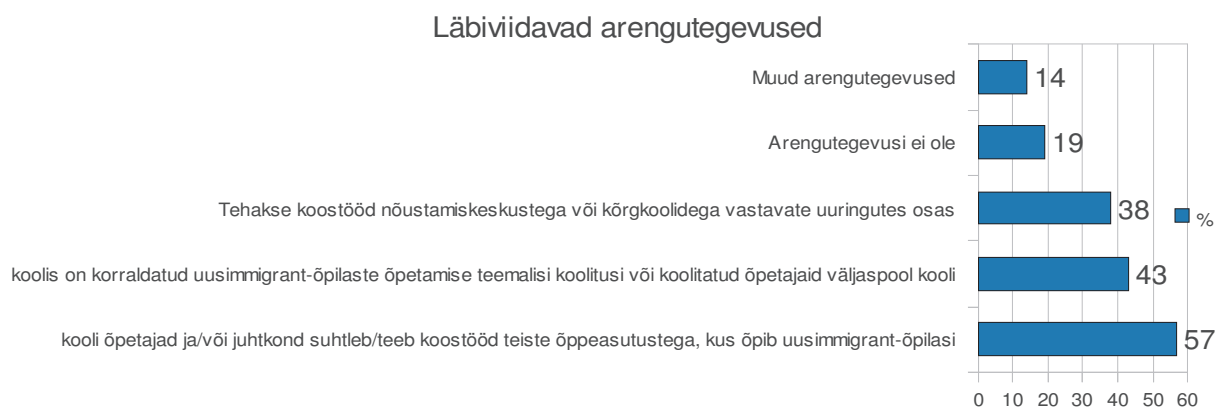 Läbiviidavad arengutegevused
Muud arengutegevused
14
Arengutegevusi ei ole
19
Tehakse koostööd nõustamiskeskustega või kõrgkoolidega vastavate uuringutes osas
38
%
koolis on korraldatud uusimmigrant-õpilaste õpetamise teemalisi koolitusi või koolitatud õpetajaid väljaspool kooli
43
kooli õpetajad ja/või juhtkond suhtleb/teeb koostööd teiste õppeasutustega, kus õpib uusimmigrant-õpilasi
57
0 10 20 30 40 50 60